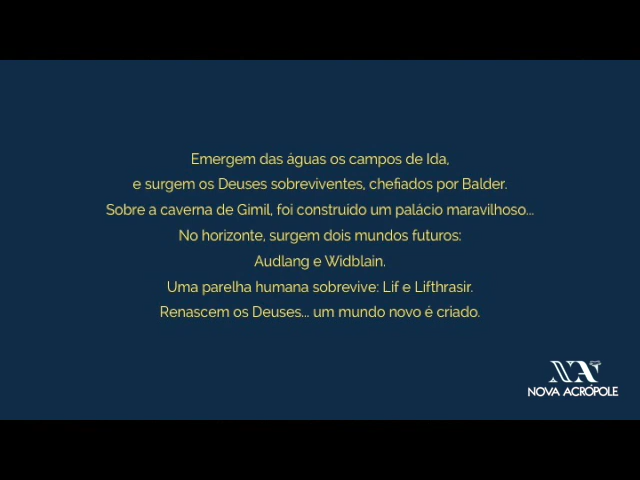 Emergem das águas os campos de Ida,
e surgem os Deuses sobreviventes, chefiados por Balder.
Sobre a caverna de Gimil, foi construído um palácio maravilhoso...
No horizonte, surgem dois mundos futuros:
Audlang e Widblain.
Uma parelha humana sobrevive: Lif e Lifthrasir.
Renascem os Deuses... um mundo novo é criado.
NA
NOVA ACRÓPOLE